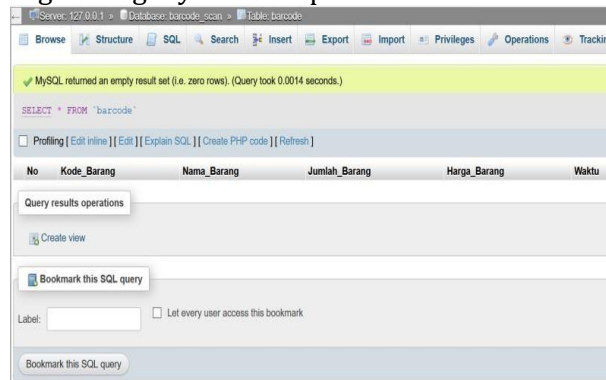 Server: 127.0.0.1 » Database: barcode_scan » Table: barcode
Browse Structure SQL Search Insert Export Import Privileges Operations
MySQL returned an empty result set (i.e. zero rows). (Query took 0.0014 seconds.)
SELECT * FROM `barcode`
Profiling [ Edit inline ] [ Edit ] [ Explain SQL ] [ Create PHP code ] [ Refresh ]
No Kode_Barang Nama_Barang Jumlah_Barang Harga_Barang Waktu
Query results operations
Create view
Bookmark this SQL query
Label: Let every user access this bookmark
Bookmark this SQL query